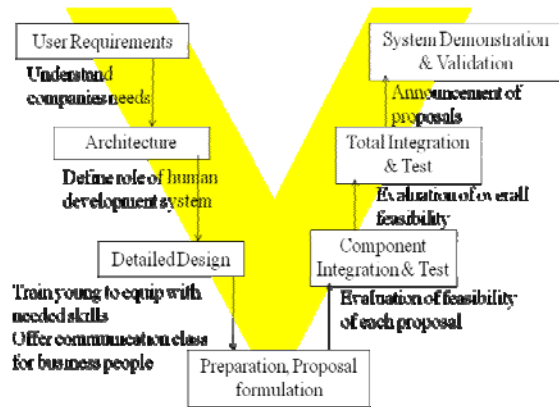 User Requirements
Understand
companies needs
Architecture
Define role of human
development system
Detailed Design
Train young to equip with
needed skills
Offer communication class
for business people
Preparation, Proposal
formulation
System Demonstration
& Validation
Announcement of
proposals
Total Integration
& Test
Evaluation of overall
feasibility
Component
Integration & Test
Evaluation of feasibility
of each proposal